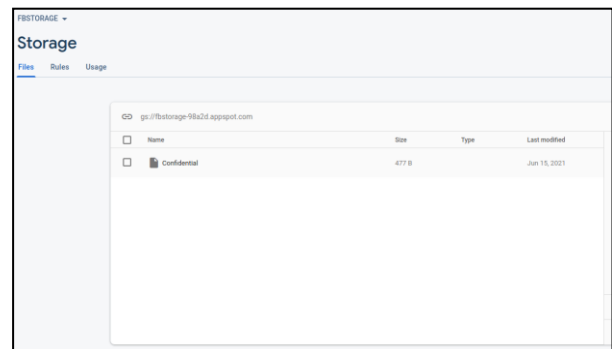 FBSTORAGE
Storage
Files Rules Usage
gs://fbstorage-98a2d.appspot.com
Name Size Type Last modified
Confidential 477 B Jun 15, 2021